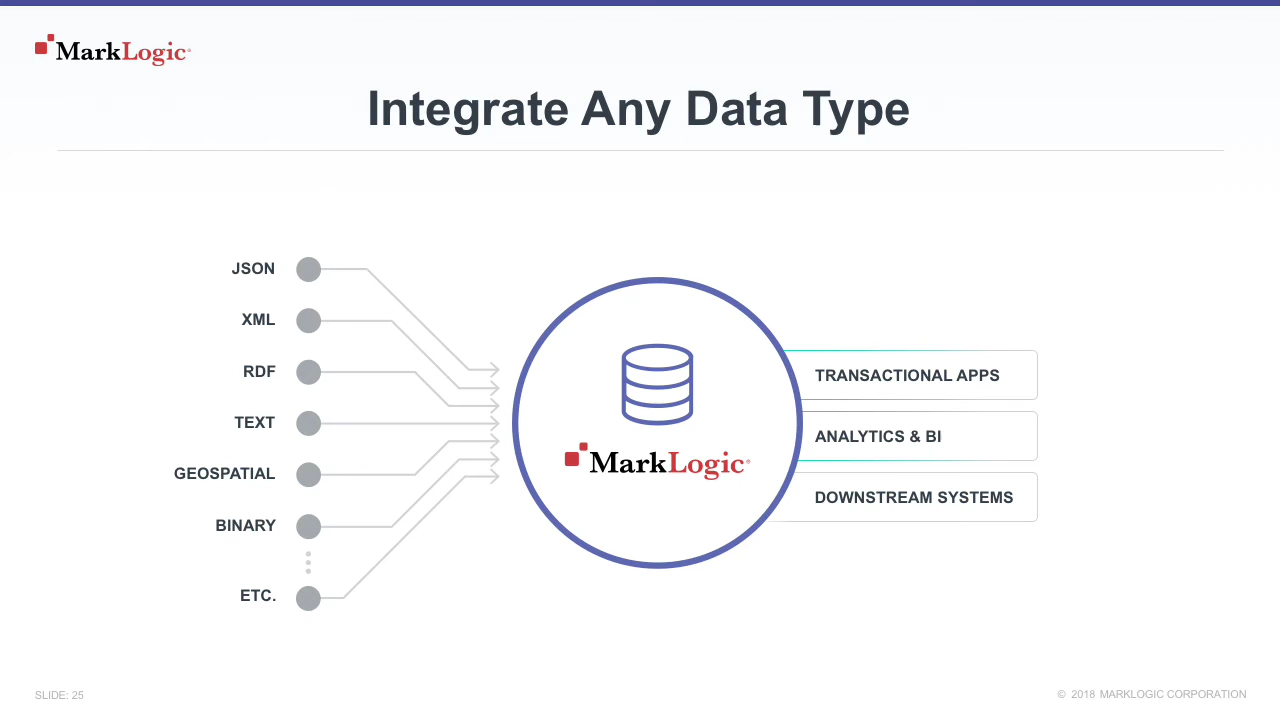 MarkLogic®
Integrate Any Data Type
JSON
XML
RDF
TEXT
GEOSPATIAL
BINARY
ETC.
MarkLogic®
TRANSACTIONAL APPS
ANALYTICS & BI
DOWNSTREAM SYSTEMS
SLIDE: 25
© 2018 MARKLOGIC CORPORATION